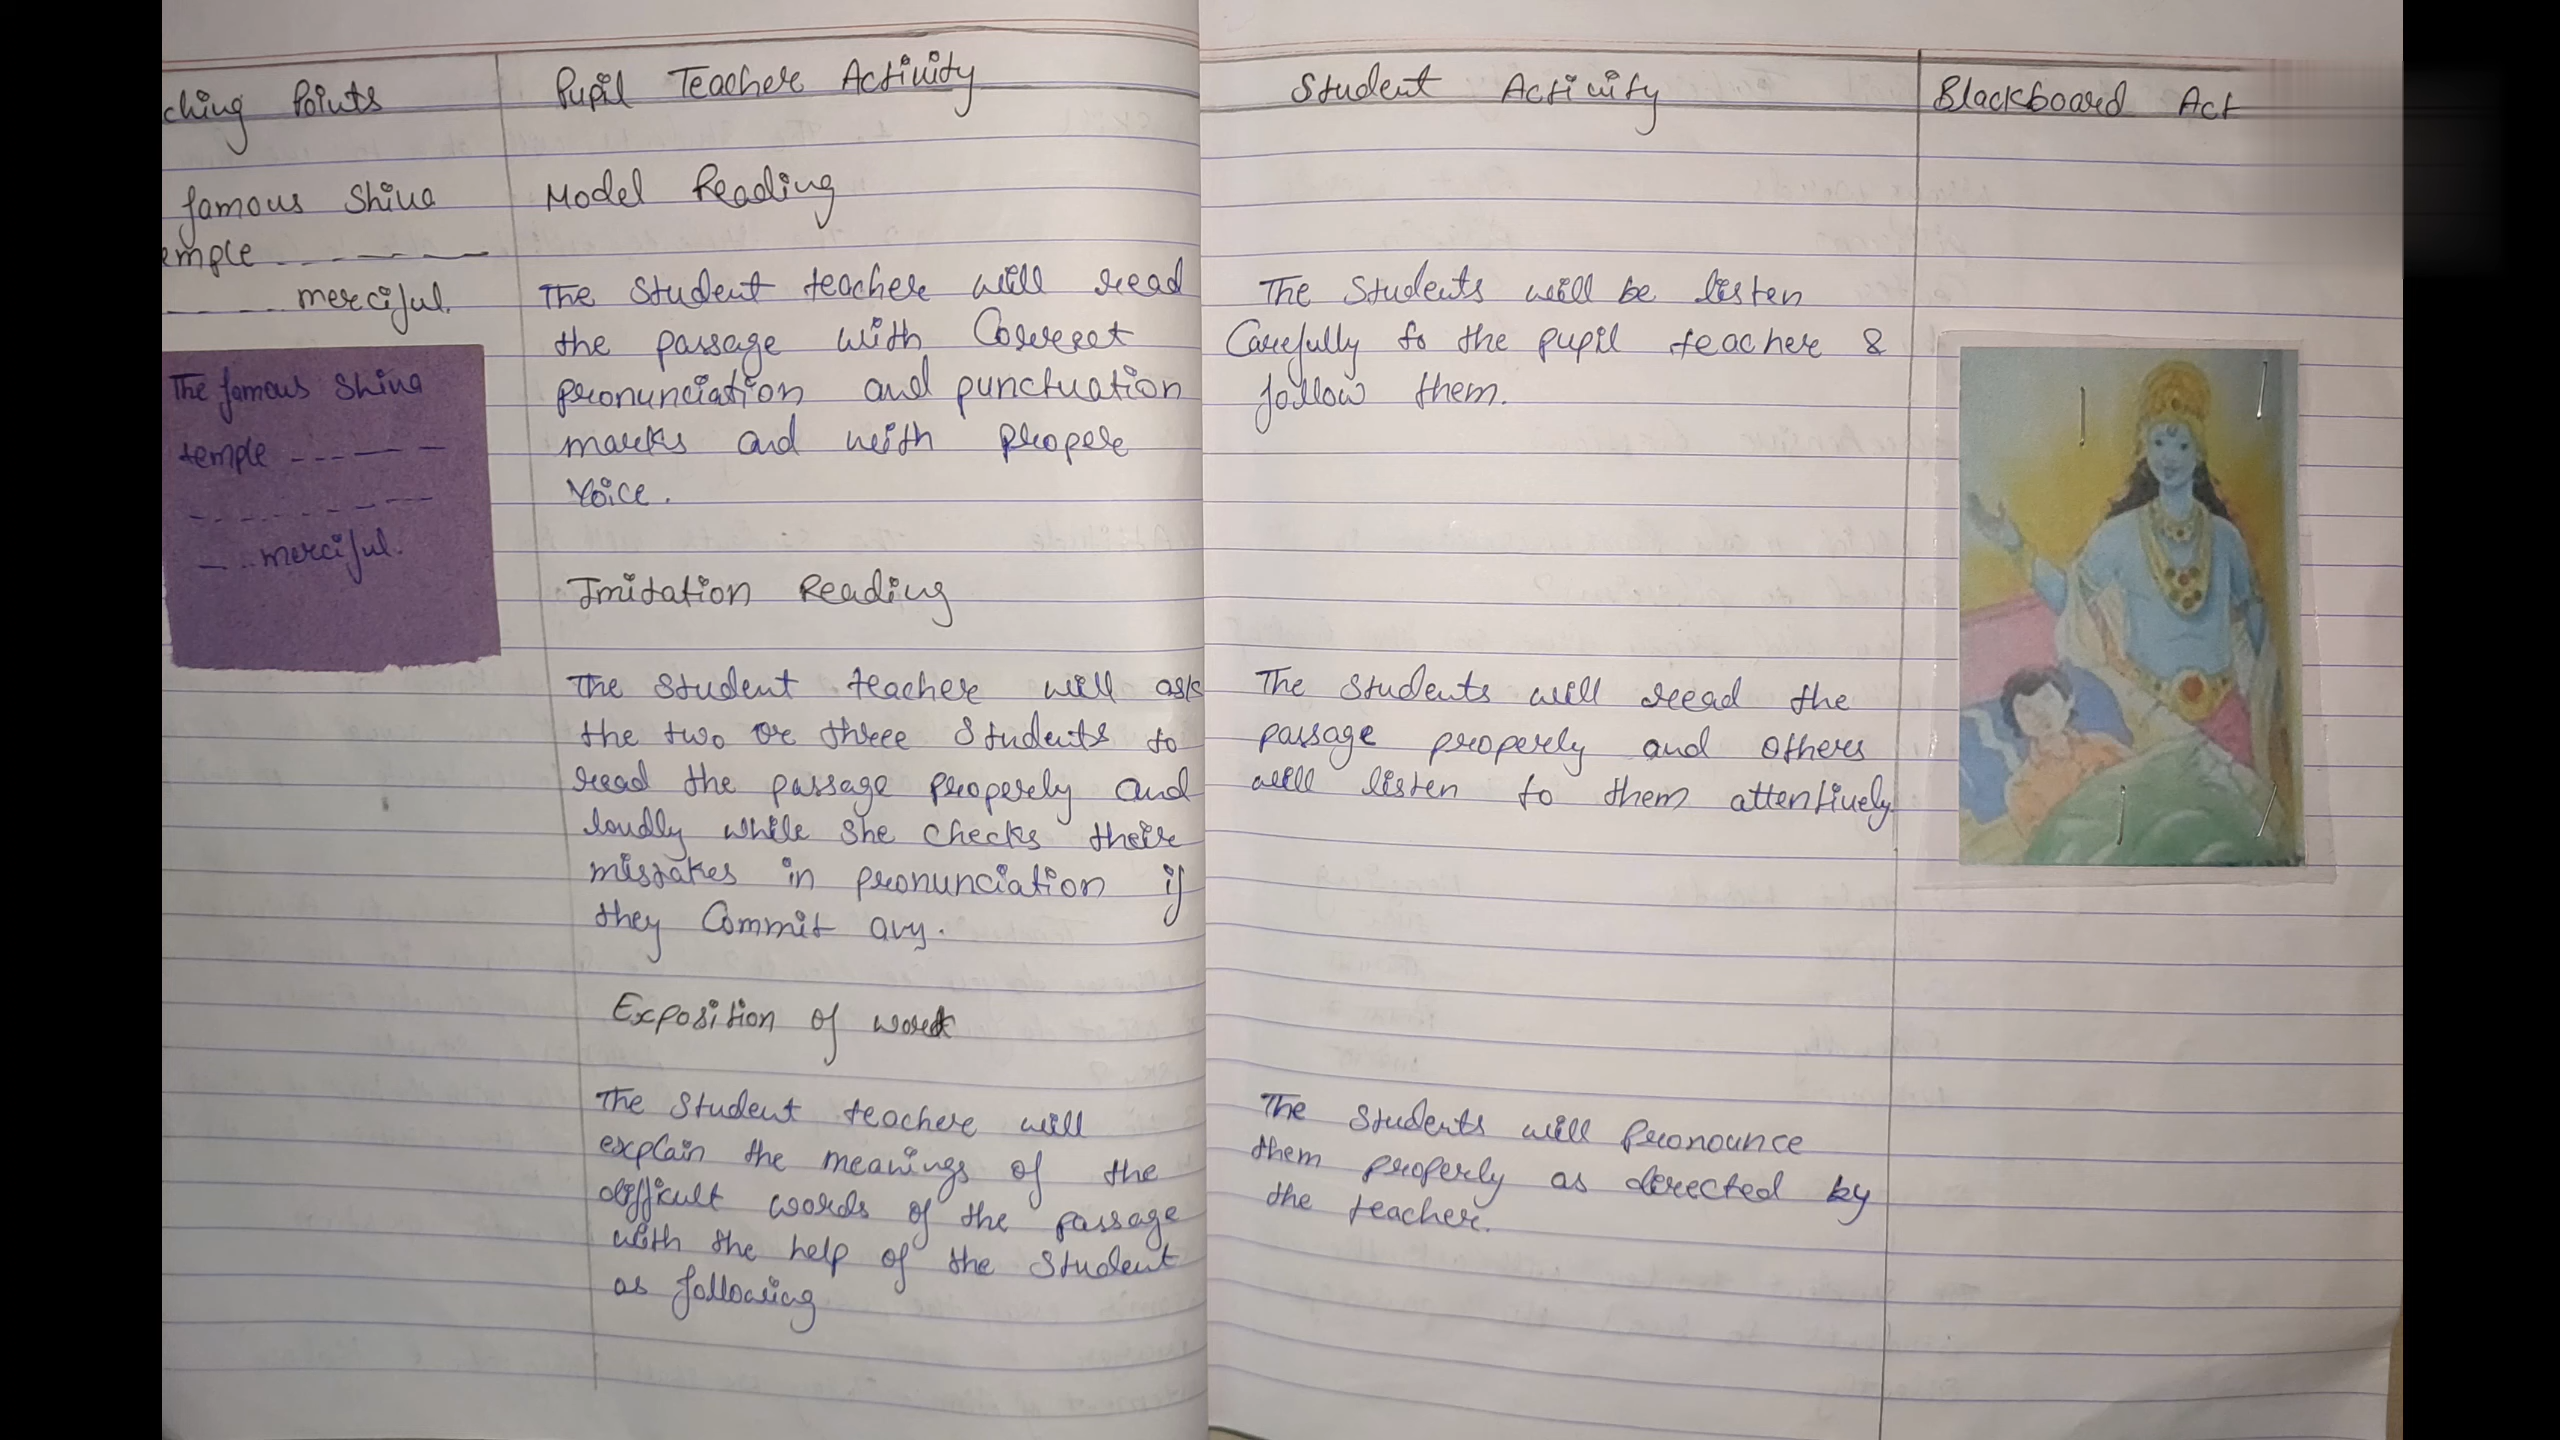 ching Points
famous Shiva
emple ---------
---- merciful.
The famous Shiva
temple ------
---------
--..merciful.
Pupil Teacher Activity
Model Reading
The Student teacher will read
the passage with Correct
pronunciation and punctuation
marks and with proper
Voice.
Imitation Reading
The Student teacher will ask
the two or three Students to
read the passage properly and
loudly while she checks their
mistakes in pronunciation if
they Commit any.
Exposition of word
The Student teacher will
explain the meanings of the
difficult words of the passage
with the help of the Student
as following
Student Activity
The Students will be listen
Carefully to the pupil teacher &
follow them.
The Students will read the
passage properly and others
will listen to them attentively.
The Students will pronounce
them properly as directed by
the teacher.
Blackboard Act